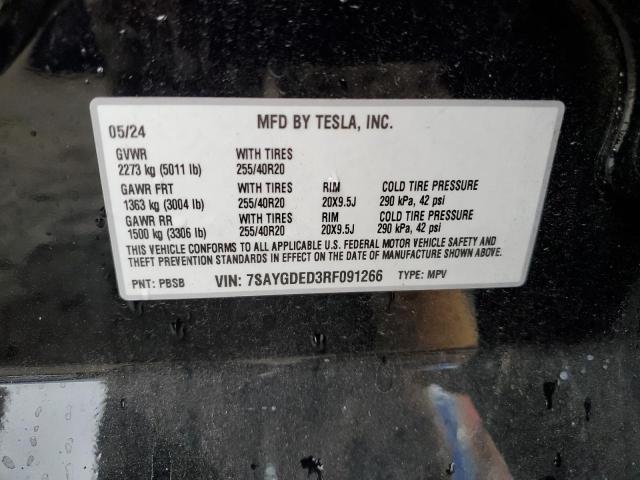 05/24 MFD BY TESLA, INC.
GVWR WITH TIRES
2273 kg (5011 lb) 255/40R20
GAWR FRT WITH TIRES RIM COLD TIRE PRESSURE
1363 kg (3004 lb) 255/40R20 20X9.5J 290 kPa, 42 psi
GAWR RR WITH TIRES RIM COLD TIRE PRESSURE
1500 kg (3306 lb) 255/40R20 20X9.5J 290 kPa, 42 psi
THIS VEHICLE CONFORMS TO ALL APPLICABLE U.S. FEDERAL MOTOR VEHICLE SAFETY AND
THEFT PREVENTION STANDARDS IN EFFECT ON THE DATE OF MANUFACTURE SHOWN ABOVE.
PNT: PBSB VIN: 7SAYGDED3RF091266 TYPE: MPV